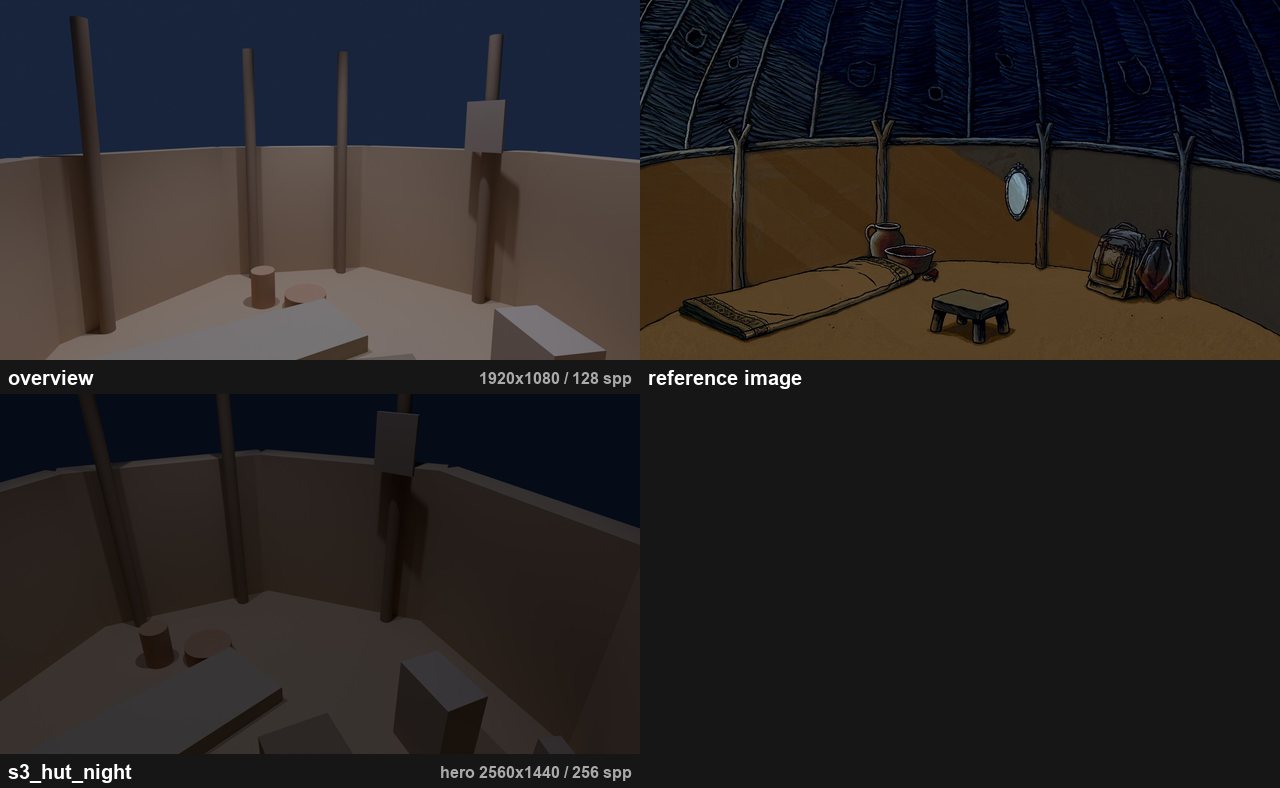 overview
1920x1080 / 128 spp
reference image
s3_hut_night
hero 2560x1440 / 256 spp